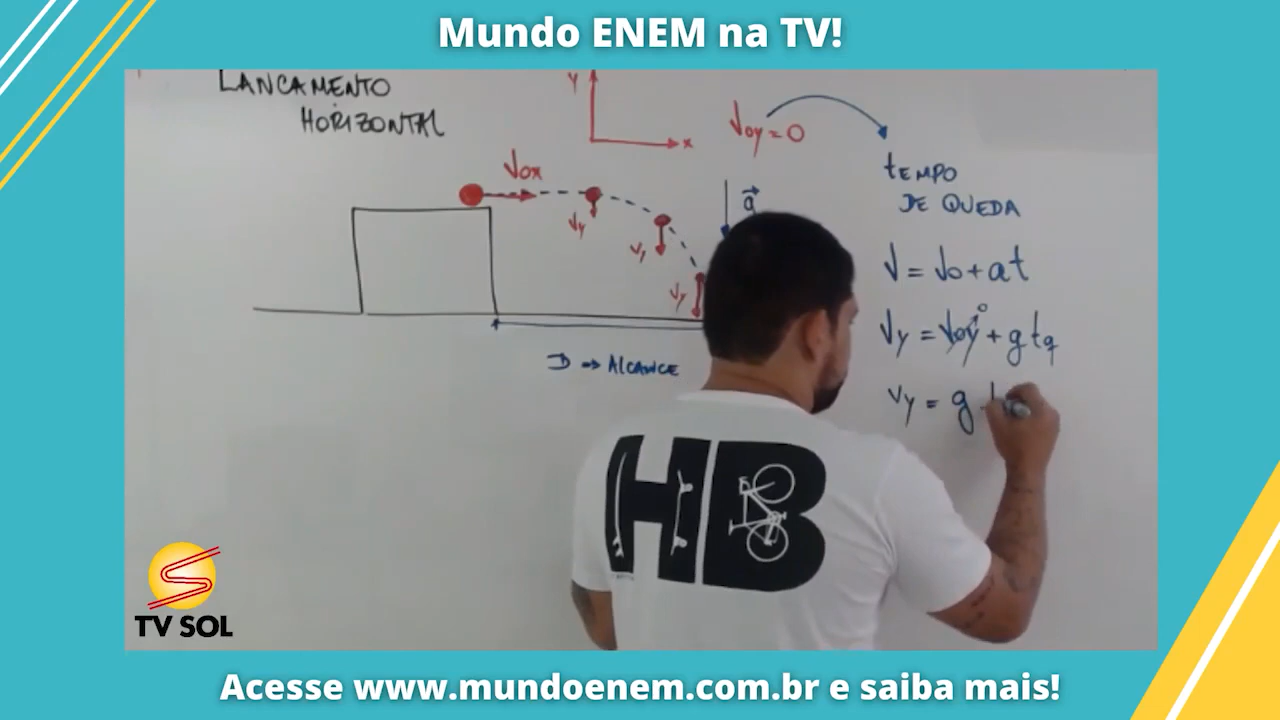 Mundo ENEM na TV!
LANÇAMENTO
HORIZONTAL
y
x
Voy = 0
Vox
Vy
Vy
Vy
g
TEMPO
DE QUEDA
V = Vo + at
Vy = Voy + g tq
0
Vy = g t
D ⇒ ALCANCE
HB
TV SOL
Acesse www.mundoenem.com.br e saiba mais!